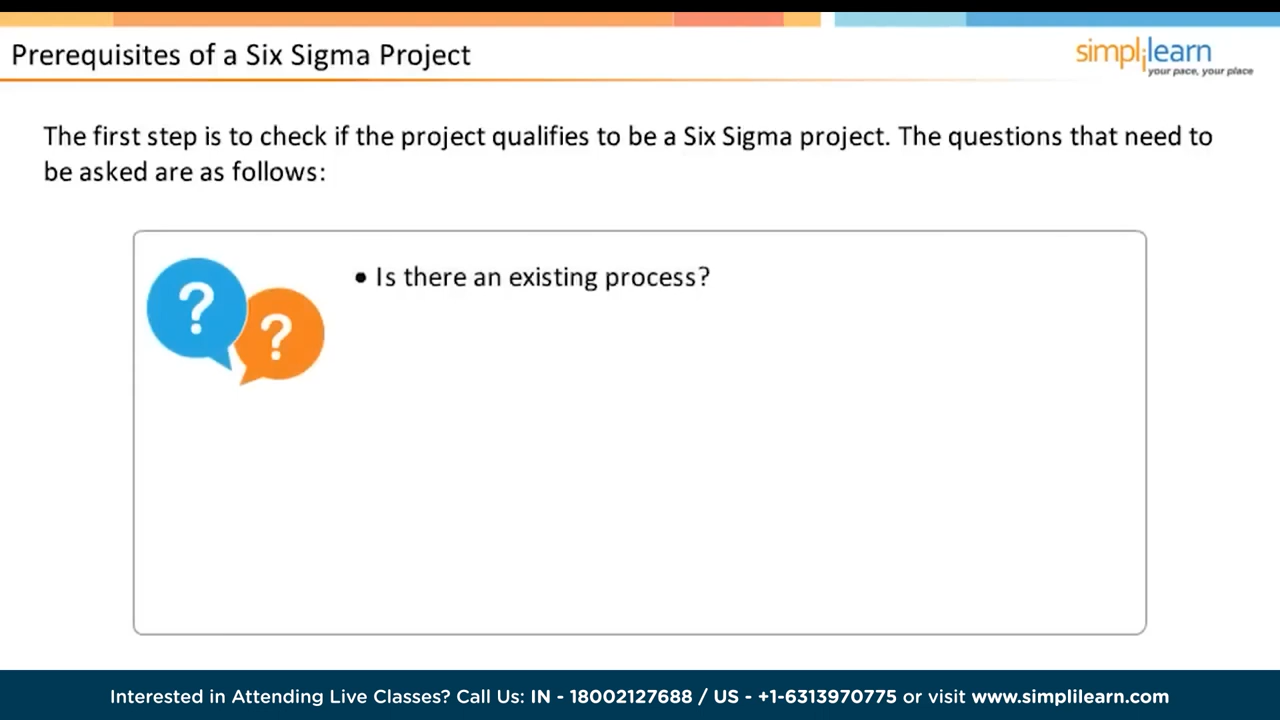 Prerequisites of a Six Sigma Project
simplilearn
your pace, your place
The first step is to check if the project qualifies to be a Six Sigma project. The questions that need to
be asked are as follows:
? ?
• Is there an existing process?
Interested in Attending Live Classes? Call Us: IN - 18002127688 / US - +1-6313970775 or visit www.simplilearn.com